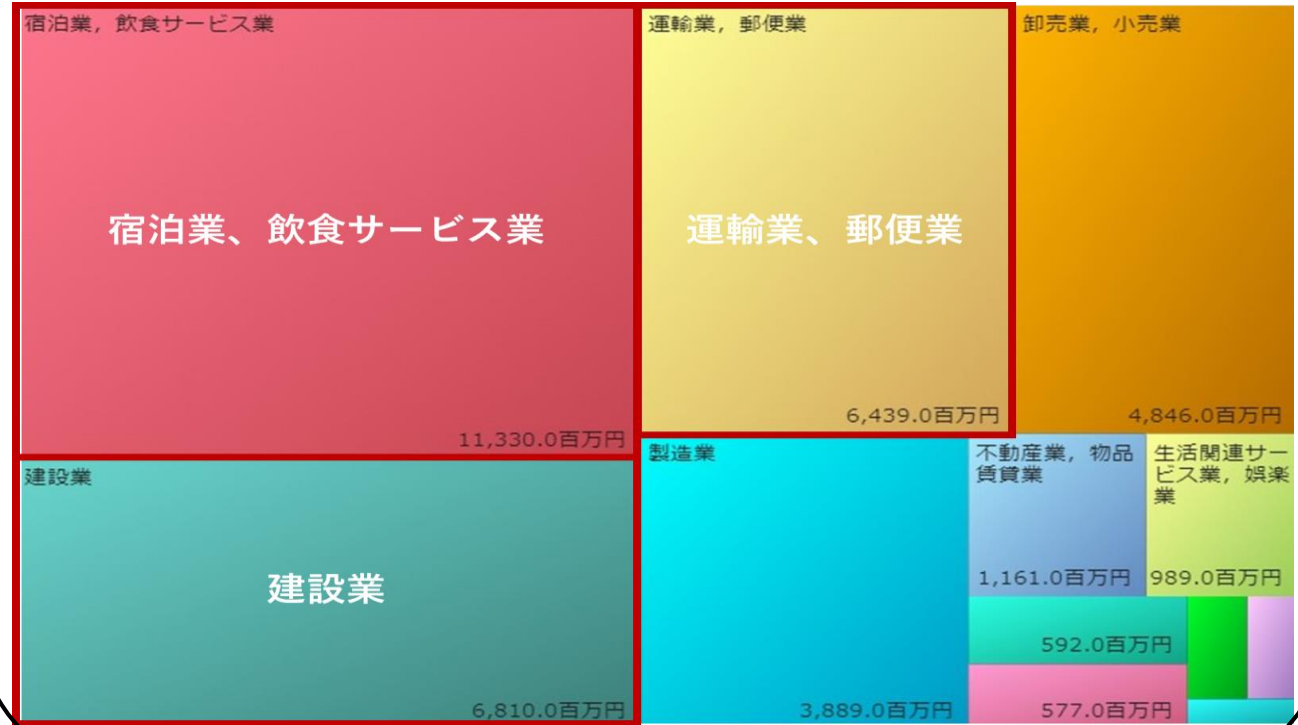 宿泊業，飲食サービス業
宿泊業、飲食サービス業
11,330.0百万円
建設業
建設業
6,810.0百万円
運輸業，郵便業
運輸業、郵便業
6,439.0百万円
卸売業，小売業
4,846.0百万円
製造業
3,889.0百万円
不動産業，物品
賃貸業
1,161.0百万円
生活関連サー
ビス業，娯楽
業
989.0百万円
592.0百万円
577.0百万円